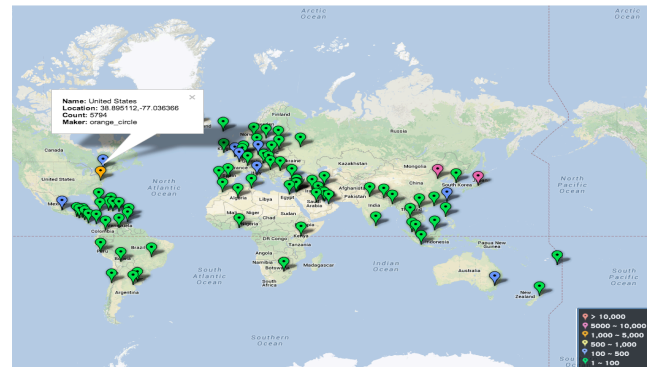 Arctic
Ocean
Arctic
Ocean
Name: United States
Location: 38.895112,-77.036366
Count: 5794
Maker: orange_circle
Finland
Russia
Canada
Ukraine
Kazakhstan
Mongolia
United States
North
Atlantic
Ocean
China
South Korea
North
Pacific
Ocean
Afghanistan
Pakistan
Algeria
Libya
Egypt
Saudi
Arabia
India
Mali
Niger
Chad
Sudan
Nigeria
Colombia
DR Congo
Kenya
Tanzania
Indonesia
Papua New
Guinea
Peru
Brazil
Angola
Namibia
Botswana
Madagascar
Indian
Ocean
Australia
South
Atlantic
Ocean
South
Africa
South
Pacific
Ocean
Argentina
New
Zealand
Southern
Ocean
> 10,000
5000 ~ 10,000
1,000 ~ 5,000
500 ~ 1,000
100 ~ 500
1 ~ 100